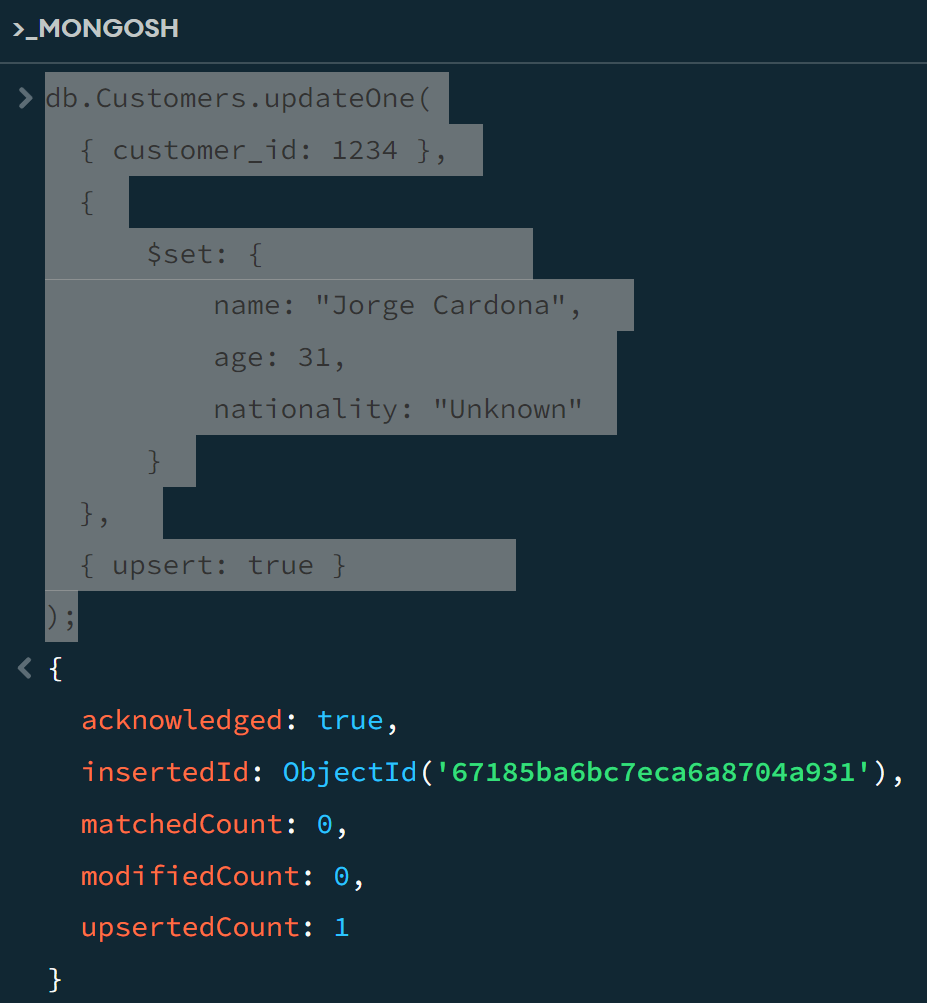 >_MONGOSH
> db.Customers.updateOne(
{ customer_id: 1234 },
{
$set: {
name: "Jorge Cardona",
age: 31,
nationality: "Unknown"
}
},
{ upsert: true }
);
< {
acknowledged: true,
insertedId: ObjectId('67185ba6bc7eca6a8704a931'),
matchedCount: 0,
modifiedCount: 0,
upsertedCount: 1
}